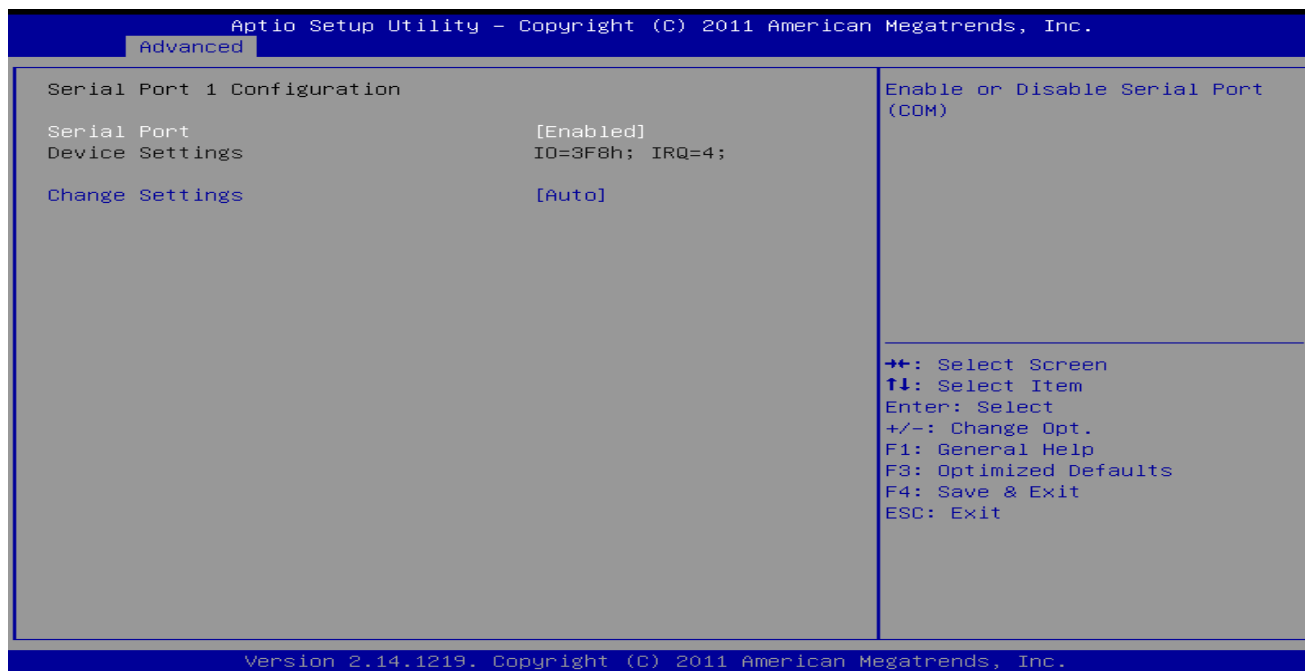 Aptio Setup Utility – Copyright (C) 2011 American Megatrends, Inc.
Advanced
Serial Port 1 Configuration
Serial Port [Enabled]
Device Settings IO=3F8h; IRQ=4;
Change Settings [Auto]
Enable or Disable Serial Port
(COM)
→←: Select Screen
↑↓: Select Item
Enter: Select
+/-: Change Opt.
F1: General Help
F3: Optimized Defaults
F4: Save & Exit
ESC: Exit
Version 2.14.1219. Copyright (C) 2011 American Megatrends, Inc.